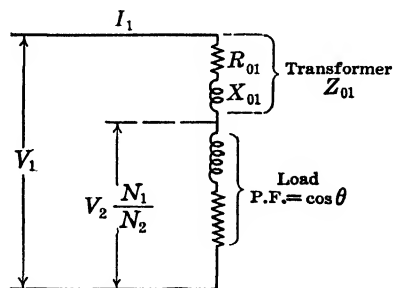 I₁
R₀₁
X₀₁
Transformer
Z₀₁
V₁
V₂ N₁/N₂
Load
P.F.= cos θ